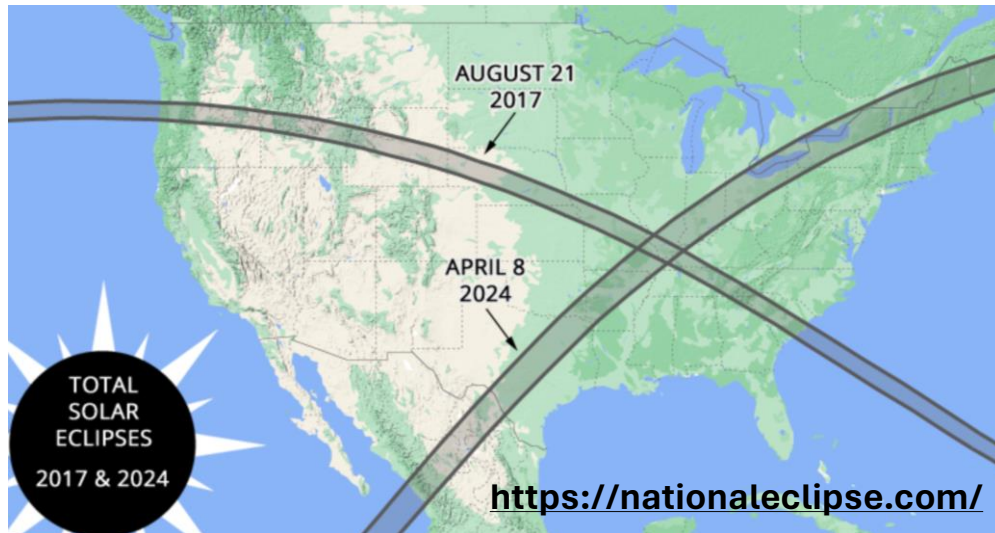 AUGUST 21
2017
APRIL 8
2024
TOTAL
SOLAR
ECLIPSES
2017 & 2024
https://nationaleclipse.com/